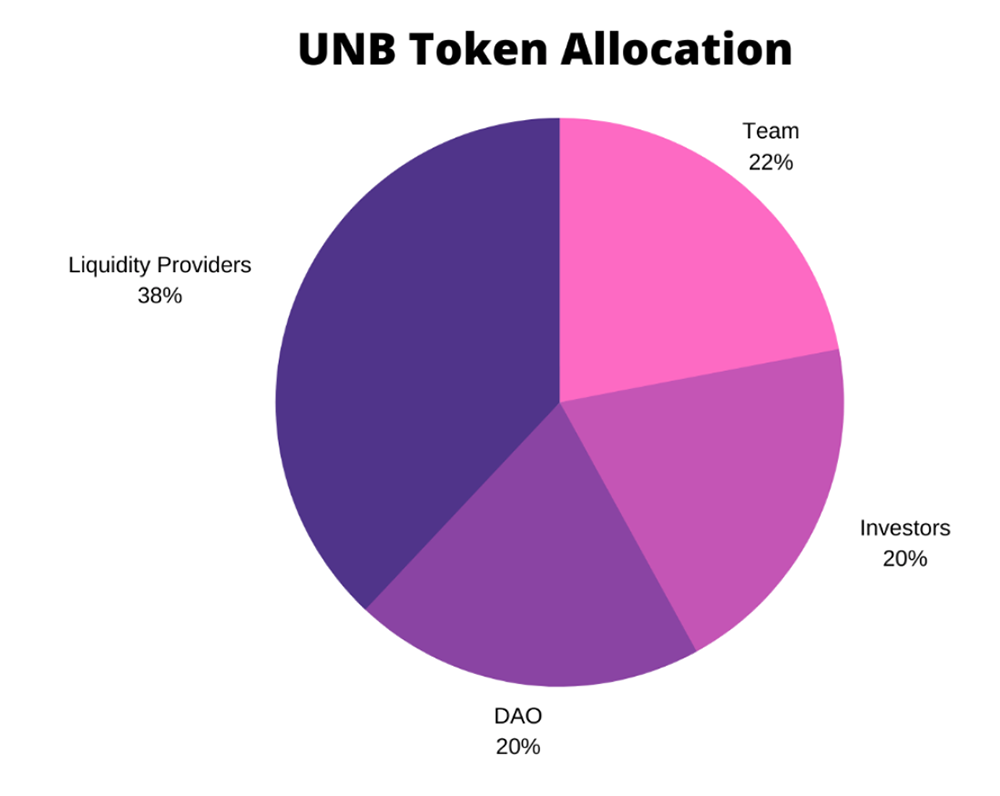 UNB Token Allocation
Team
22%
Liquidity Providers
38%
Investors
20%
DAO
20%